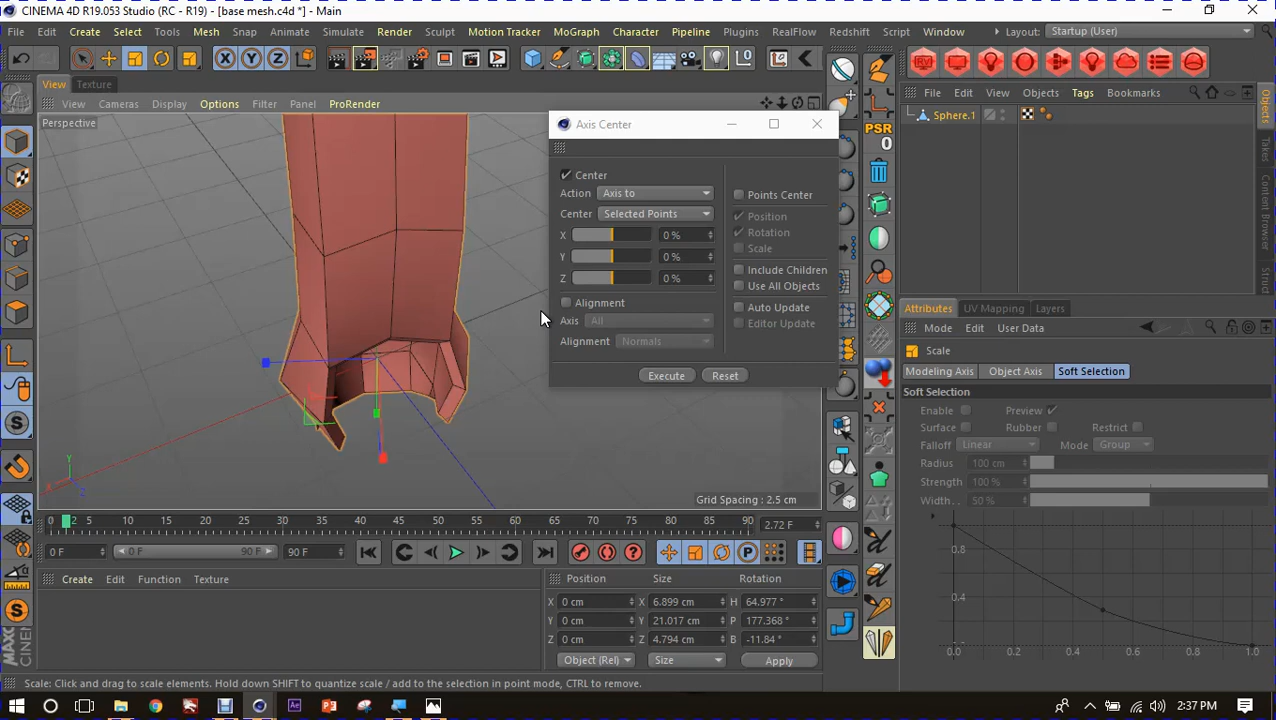 CINEMA 4D R19.053 Studio (RC - R19) - [base mesh.c4d *] - Main
File Edit Create Select Tools Mesh Snap Animate Simulate Render Sculpt Motion Tracker MoGraph Character Pipeline Plugins RealFlow Redshift Script Window Layout: Startup (User)
X Y Z
RVI
View Texture
View Cameras Display Options Filter Panel ProRender
File Edit View Objects Tags Bookmarks
Perspective
Sphere.1
PSR
0
Objects
Takes
Content Browser
Structure
Axis Center
Center
Action Axis to
Points Center
Center Selected Points
Position
X 0 %
Rotation
Y 0 %
Scale
Z 0 %
Include Children
Use All Objects
Alignment
Auto Update
Axis All
Editor Update
Alignment Normals
Execute Reset
Attributes UV Mapping Layers
Mode Edit User Data
Scale
Modeling Axis Object Axis Soft Selection
Soft Selection
Enable Preview
Surface Rubber Restrict
Falloff Linear Mode Group
Radius 100 cm
Strength 100 %
Width . . 50 %
0.8
0.4
0.0 0.2 0.4 0.6 0.8 1.0
Y
X
Z
Grid Spacing : 2.5 cm
0 2 5 10 15 20 25 30 35 40 45 50 55 60 65 70 75 80 85 90 2.72 F
0 F 0 F 90 F 90 F
Create Edit Function Texture
Position Size Rotation
X 0 cm X 6.899 cm H 64.977 °
Y 0 cm Y 21.017 cm P 177.368 °
Z 0 cm Z 4.794 cm B -11.84 °
Object (Rel) Size Apply
MAXON
CINEMA 4D
Scale: Click and drag to scale elements. Hold down SHIFT to quantize scale / add to the selection in point mode, CTRL to remove.
2:37 PM